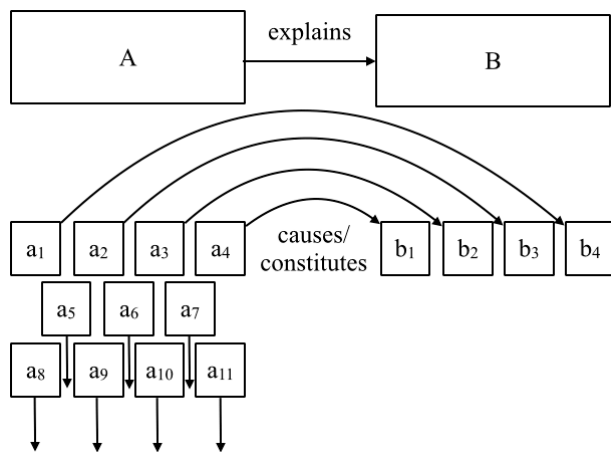 explains
A B
a₁ a₂ a₃ a₄ causes/ b₁ b₂ b₃ b₄
constitutes
a₅ a₆ a₇
a₈ a₉ a₁₀ a₁₁